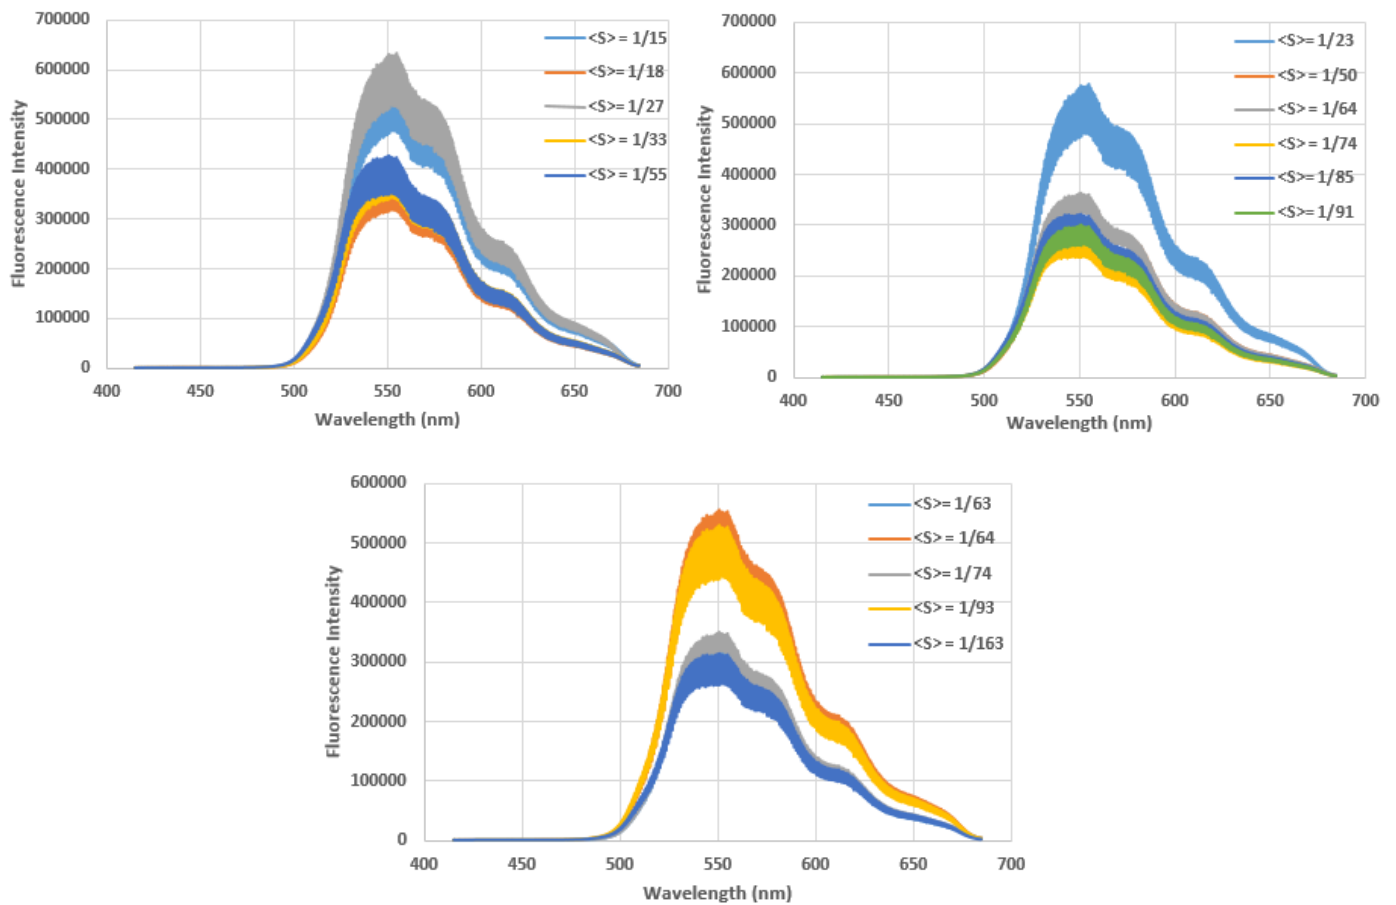 700000
600000
500000
400000
300000
200000
100000
0
Fluorescence Intensity
400 450 500 550 600 650 700
Wavelength (nm)
<S> = 1/15
<S>= 1/18
<S> = 1/27
<S> = 1/33
<S> = 1/55
700000
600000
500000
400000
300000
200000
100000
0
Fluorescence Intensity
400 450 500 550 600 650 700
Wavelength (nm)
<S>= 1/23
<S>= 1/50
<S>= 1/64
<S> = 1/74
<S>= 1/85
<S>= 1/91
600000
500000
400000
300000
200000
100000
0
Fluorescence Intensity
400 450 500 550 600 650 700
Wavelength (nm)
<S>= 1/63
<S> = 1/64
<S>= 1/74
<S> = 1/93
<S> = 1/163